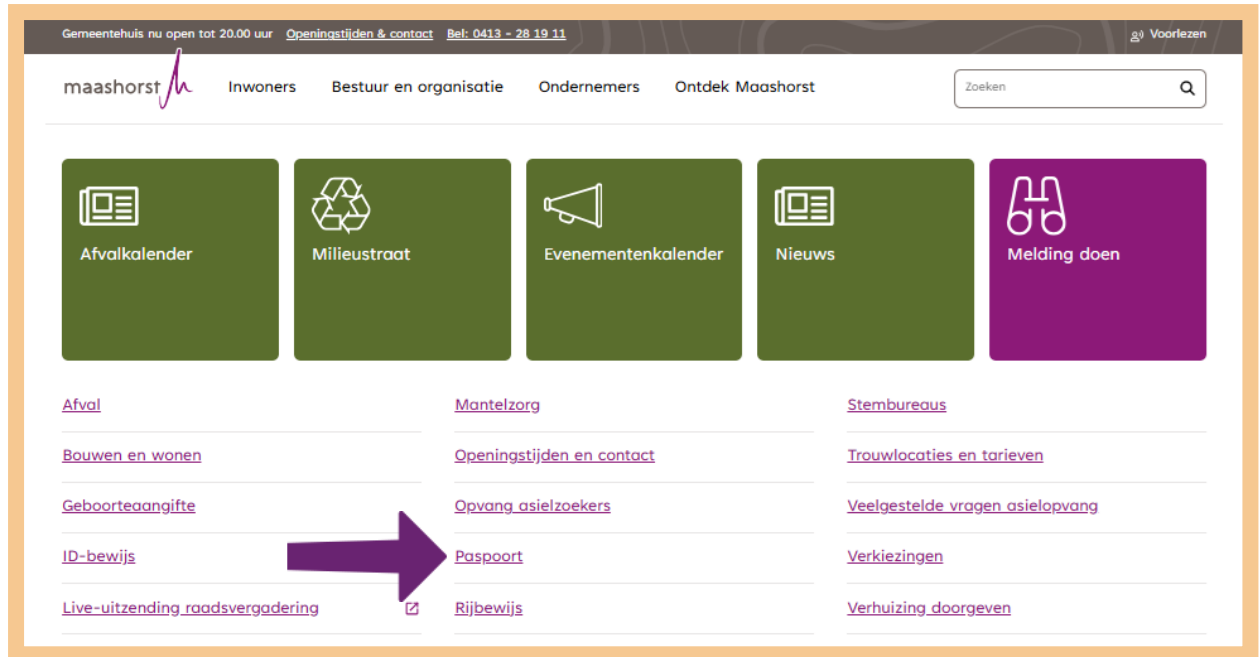 Gemeentehuis nu open tot 20.00 uur Openingstijden & contact Bel: 0413 - 28 19 11 Voorlezen
maashorst Inwoners Bestuur en organisatie Ondernemers Ontdek Maashorst Zoeken
Afvalkalender Milieustraat Evenementenkalender Nieuws Melding doen
Afval Mantelzorg Stembureaus
Bouwen en wonen Openingstijden en contact Trouwlocaties en tarieven
Geboorteaangifte Opvang asielzoekers Veelgestelde vragen asielopvang
ID-bewijs Paspoort Verkiezingen
Live-uitzending raadsvergadering Rijbewijs Verhuizing doorgeven